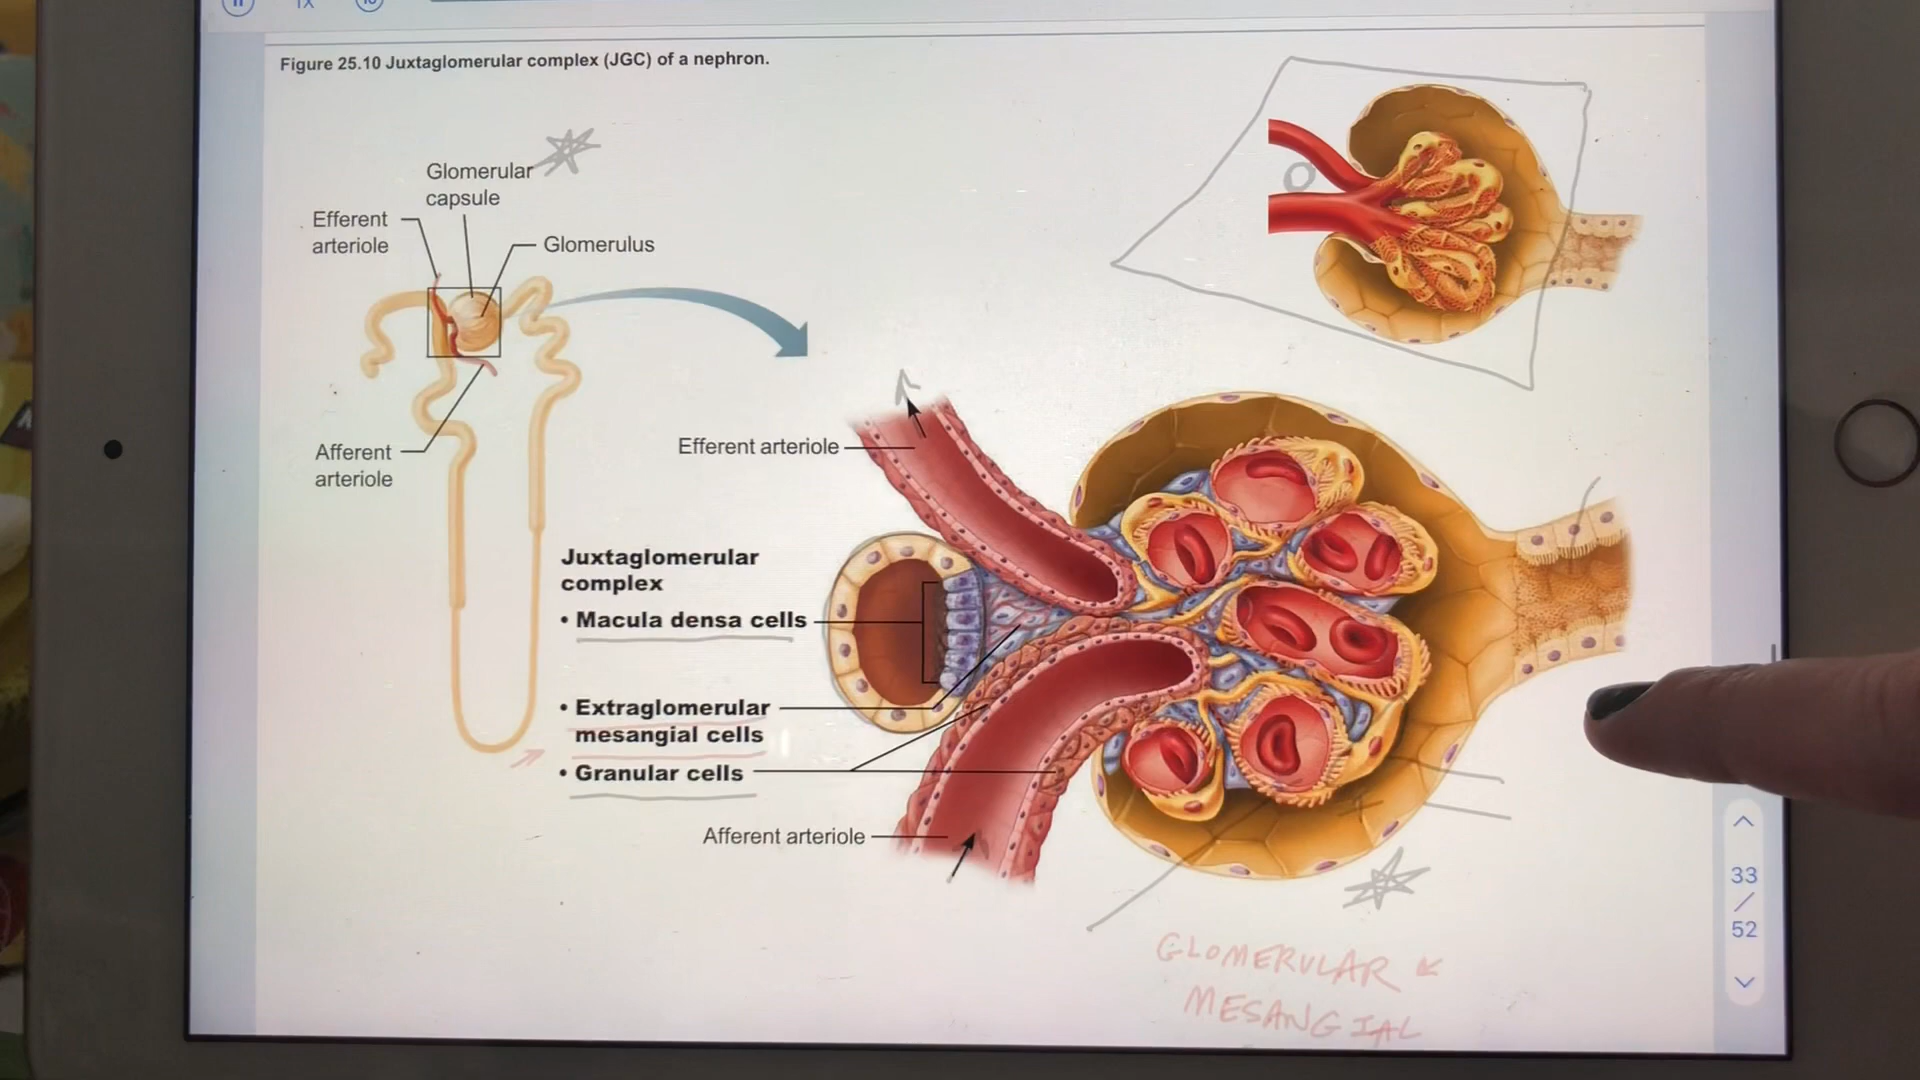 1x
Figure 25.10 Juxtaglomerular complex (JGC) of a nephron.
Glomerular
capsule
Efferent
arteriole
Glomerulus
Afferent
arteriole
Efferent arteriole
Juxtaglomerular
complex
• Macula densa cells
• Extraglomerular
mesangial cells
• Granular cells
Afferent arteriole
33
/
52
GLOMERULAR
MESANGIAL